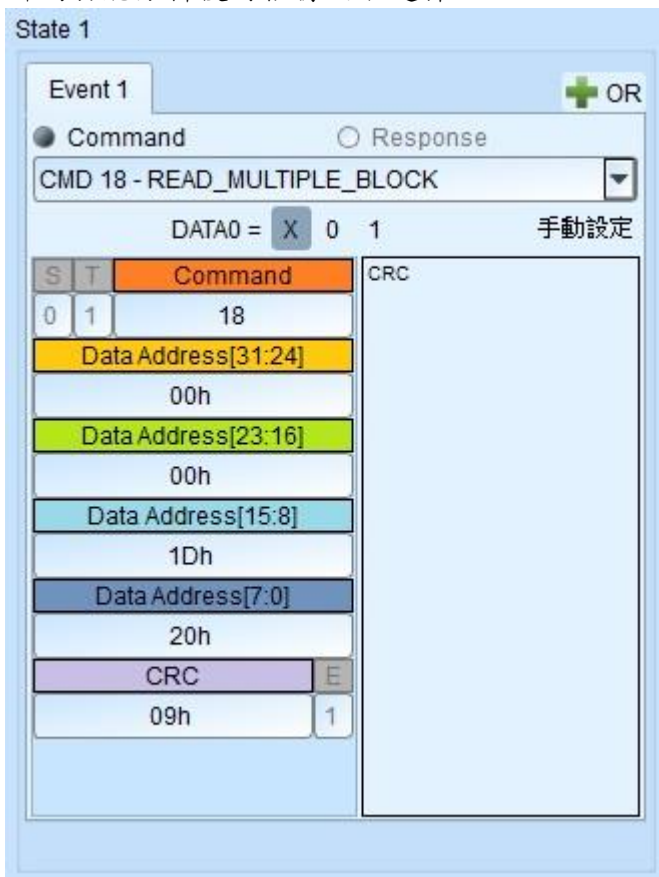 State 1
Event 1
OR
Command Response
CMD 18 - READ_MULTIPLE_BLOCK
DATA0 = X 0 1 手動設定
S T Command CRC
0 1 18
Data Address[31:24]
00h
Data Address[23:16]
00h
Data Address[15:8]
1Dh
Data Address[7:0]
20h
CRC E
09h 1